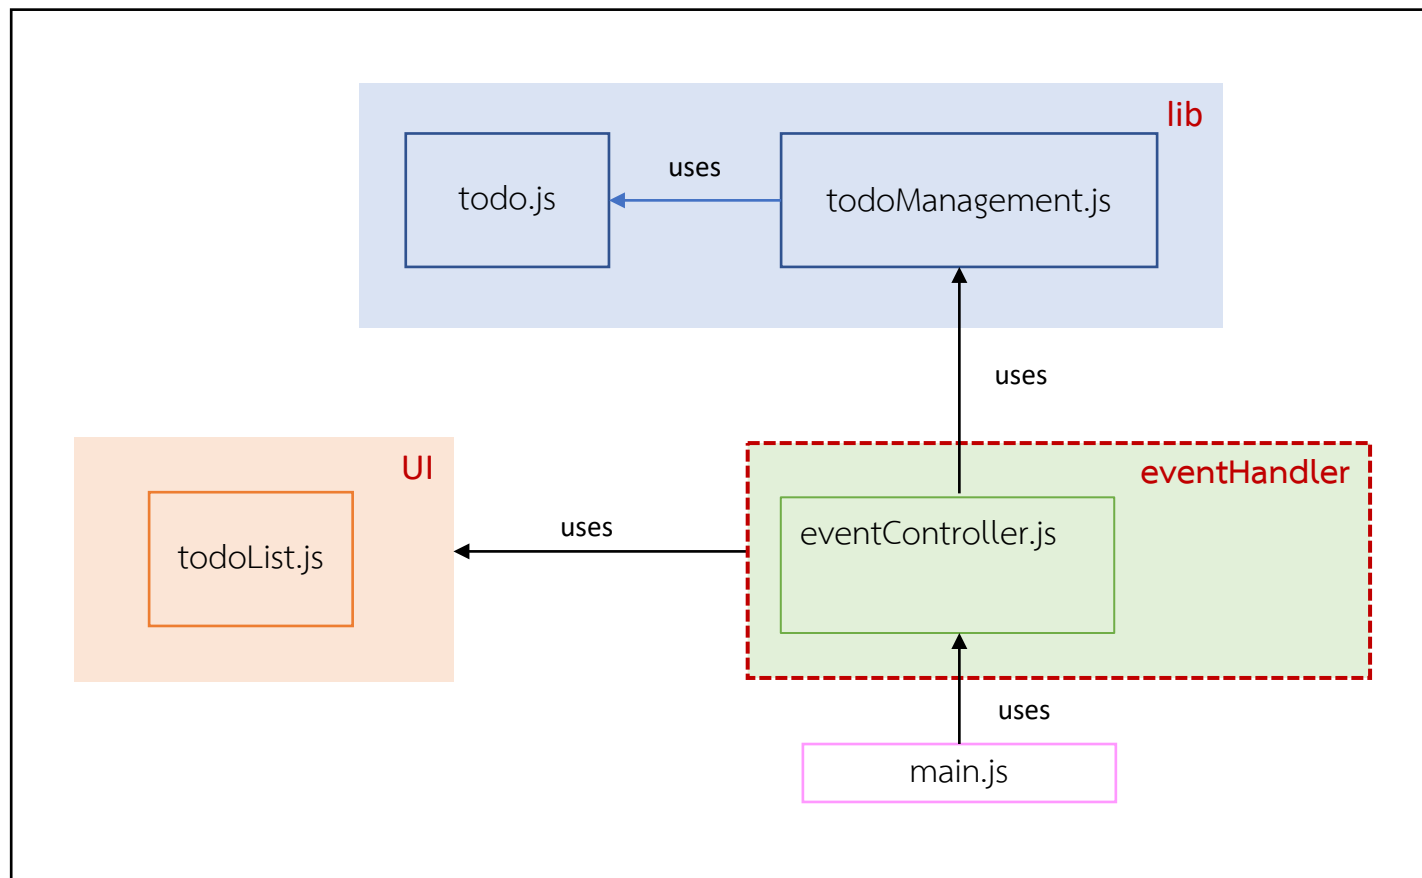 lib
todo.js
uses
todoManagement.js
uses
UI
todoList.js
uses
eventHandler
eventController.js
uses
main.js